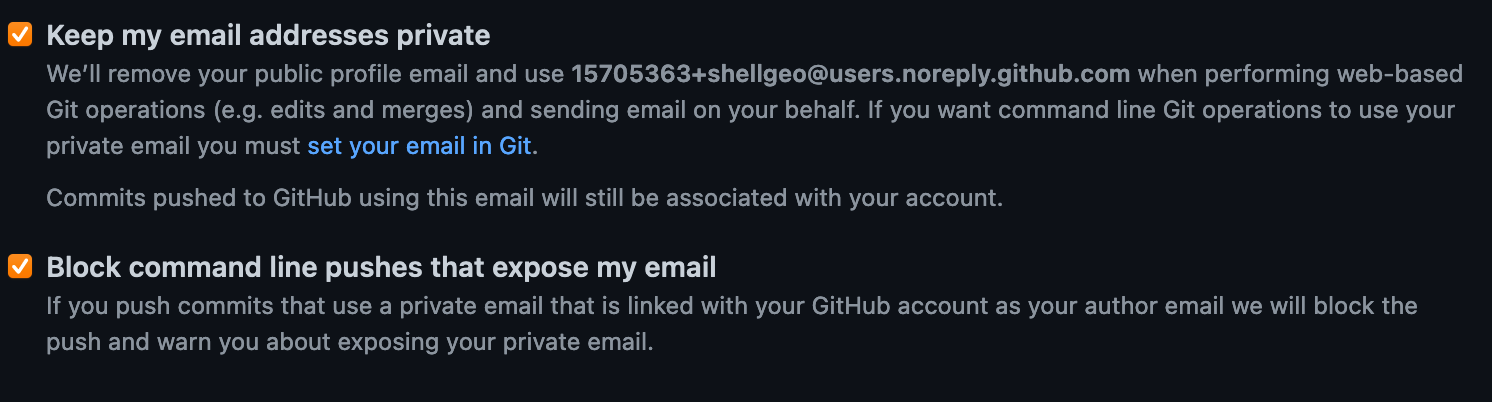 Keep my email addresses private
We’ll remove your public profile email and use 15705363+shellgeo@users.noreply.github.com when performing web-based
Git operations (e.g. edits and merges) and sending email on your behalf. If you want command line Git operations to use your
private email you must set your email in Git.
Commits pushed to GitHub using this email will still be associated with your account.
Block command line pushes that expose my email
If you push commits that use a private email that is linked with your GitHub account as your author email we will block the
push and warn you about exposing your private email.